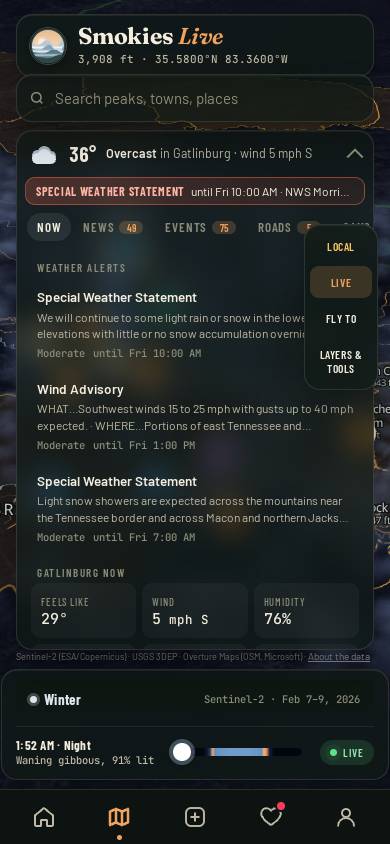 Smokies Live
3,908 ft · 35.5800°N 83.3600°W
Search peaks, towns, places
36° Overcast in Gatlinburg · wind 5 mph S
SPECIAL WEATHER STATEMENT until Fri 10:00 AM · NWS Morri...
NOW NEWS 49 EVENTS 75 ROADS
LOCAL
LIVE
FLY TO
LAYERS & TOOLS
WEATHER ALERTS
Special Weather Statement
We will continue to some light rain or snow in the
elevations with little or no snow accumulation
Moderate until Fri 10:00 AM
Wind Advisory
WHAT...Southwest winds 15 to 25 mph with gusts up to 40 mph
expected. · WHERE...Portions of east Tennessee and...
Moderate until Fri 1:00 PM
Special Weather Statement
Light snow showers are expected across the mountains near
the Tennessee border and across Macon and northern Jacks...
Moderate until Fri 7:00 AM
GATLINBURG NOW
FEELS LIKE WIND HUMIDITY
29° 5 mph S 76%
Sentinel-2 (ESA/Copernicus) · USGS 3DEP · Overture Maps (OSM, Microsoft) · About the data
Winter Sentinel-2 · Feb 7–9, 2026
1:52 AM · Night
Waning gibbous, 91% lit
LIVE